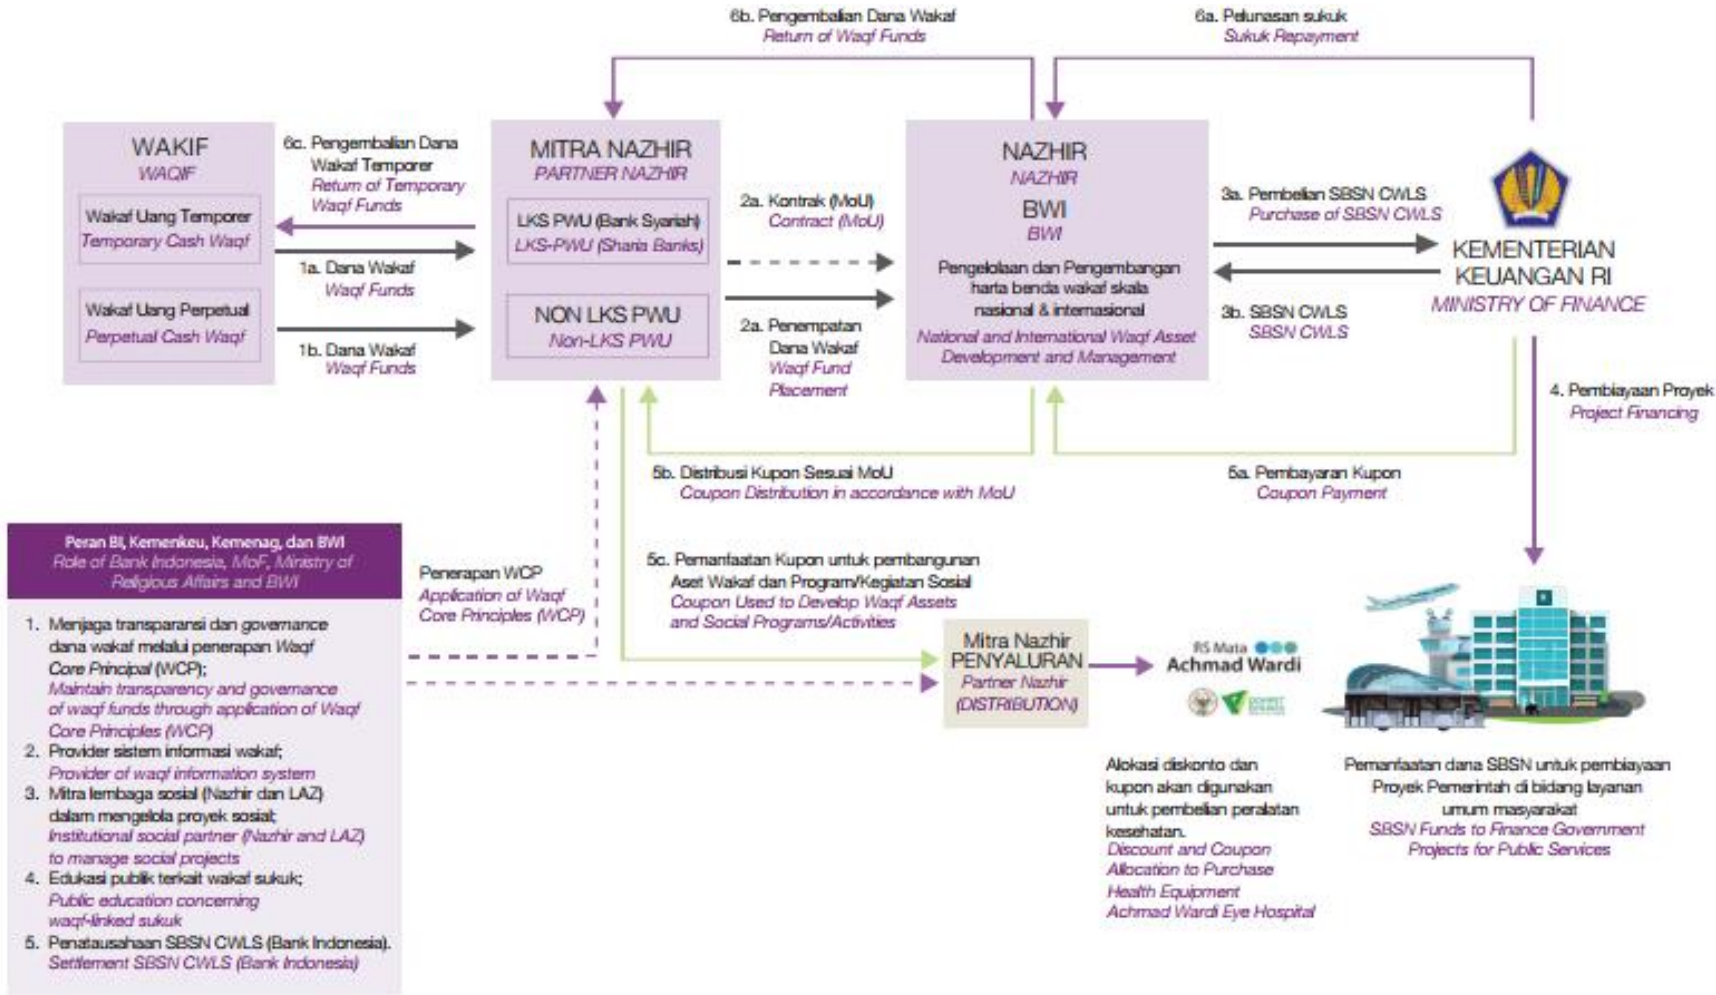 6b. Pengembalian Dana Wakaf
Return of Waqf Funds
6a. Pelunasan sukuk
Sukuk Repayment
WAKIF
WAQIF
Wakaf Uang Temporer
Temporary Cash Waqf
Wakaf Uang Perpetual
Perpetual Cash Waqf
6c. Pengembalian Dana
Wakaf Temporer
Return of Temporary
Waqf Funds
1a. Dana Wakaf
Waqf Funds
1b. Dana Wakaf
Waqf Funds
MITRA NAZHIR
PARTNER NAZHIR
LKS PWU (Bank Syariah)
LKS-PWU (Sharia Banks)
NON LKS PWU
Non-LKS PWU
2a. Kontrak (MoU)
Contract (MoU)
2a. Penempatan
Dana Wakaf
Waqf Fund
Placement
NAZHIR
NAZHIR
BWI
BWI
Pengelolaan dan Pengembangan
harta benda wakaf skala
nasional & internasional
National and International Waqf Asset
Development and Management
3a. Pembelian SBSN CWLS
Purchase of SBSN CWLS
3b. SBSN CWLS
SBSN CWLS
KEMENTERIAN
KEUANGAN RI
MINISTRY OF FINANCE
4. Pembiayaan Proyek
Project Financing
5b. Distribusi Kupon Sesuai MoU
Coupon Distribution in accordance with MoU
5a. Pembayaran Kupon
Coupon Payment
5c. Pemanfaatan Kupon untuk pembangunan
Aset Wakaf dan Program/Kegiatan Sosial
Coupon Used to Develop Waqf Assets
and Social Programs/Activities
Penerapan WCP
Application of Waqf
Core Principles (WCP)
Peran BI, Kemenkeu, Kemenag, dan BWI
Role of Bank Indonesia, MoF, Ministry of
Religious Affairs and BWI
1. Menjaga transparansi dan governance
dana wakaf melalui penerapan Waqf
Core Principal (WCP);
Maintain transparency and governance
of waqf funds through application of Waqf
Core Principles (WCP)
2. Provider sistem informasi wakaf;
Provider of waqf information system
3. Mitra lembaga sosial (Nazhir dan LAZ)
dalam mengelola proyek sosial;
Institutional social partner (Nazhir and LAZ)
to manage social projects
4. Edukasi publik terkait wakaf sukuk;
Public education concerning
waqf-linked sukuk
5. Penatausahaan SBSN CWLS (Bank Indonesia).
Settlement SBSN CWLS (Bank Indonesia)
Mitra Nazhir
PENYALURAN
Partner Nazhir
(DISTRIBUTION)
RS Mata
Achmad Wardi
Alokasi diskonto dan
kupon akan digunakan
untuk pembelian peralatan
kesehatan.
Discount and Coupon
Allocation to Purchase
Health Equipment
Achmad Wardi Eye Hospital
Pemanfaatan dana SBSN untuk pembiayaan
Proyek Pemerintah di bidang layanan
umum masyarakat
SBSN Funds to Finance Government
Projects for Public Services